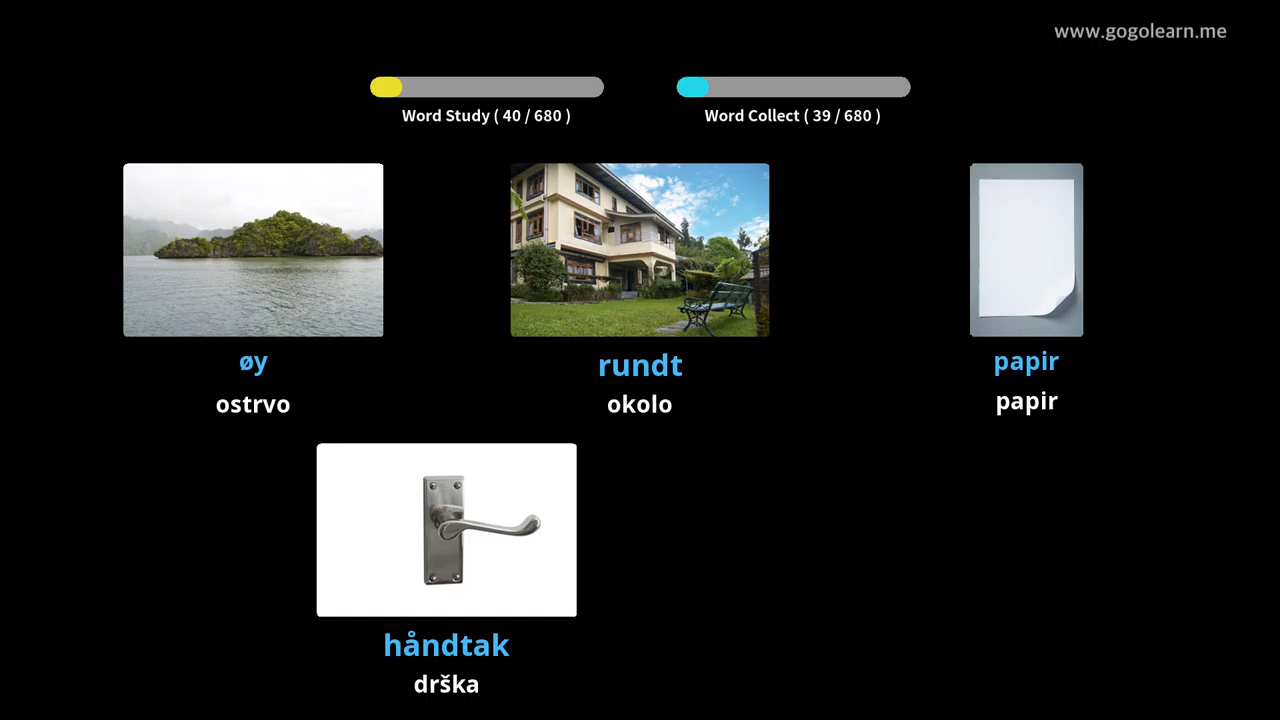 www.gogolearn.me
Word Study ( 40 / 680 )
Word Collect ( 39 / 680 )
øy
rundt
papir
ostrvo
okolo
papir
håndtak
drška